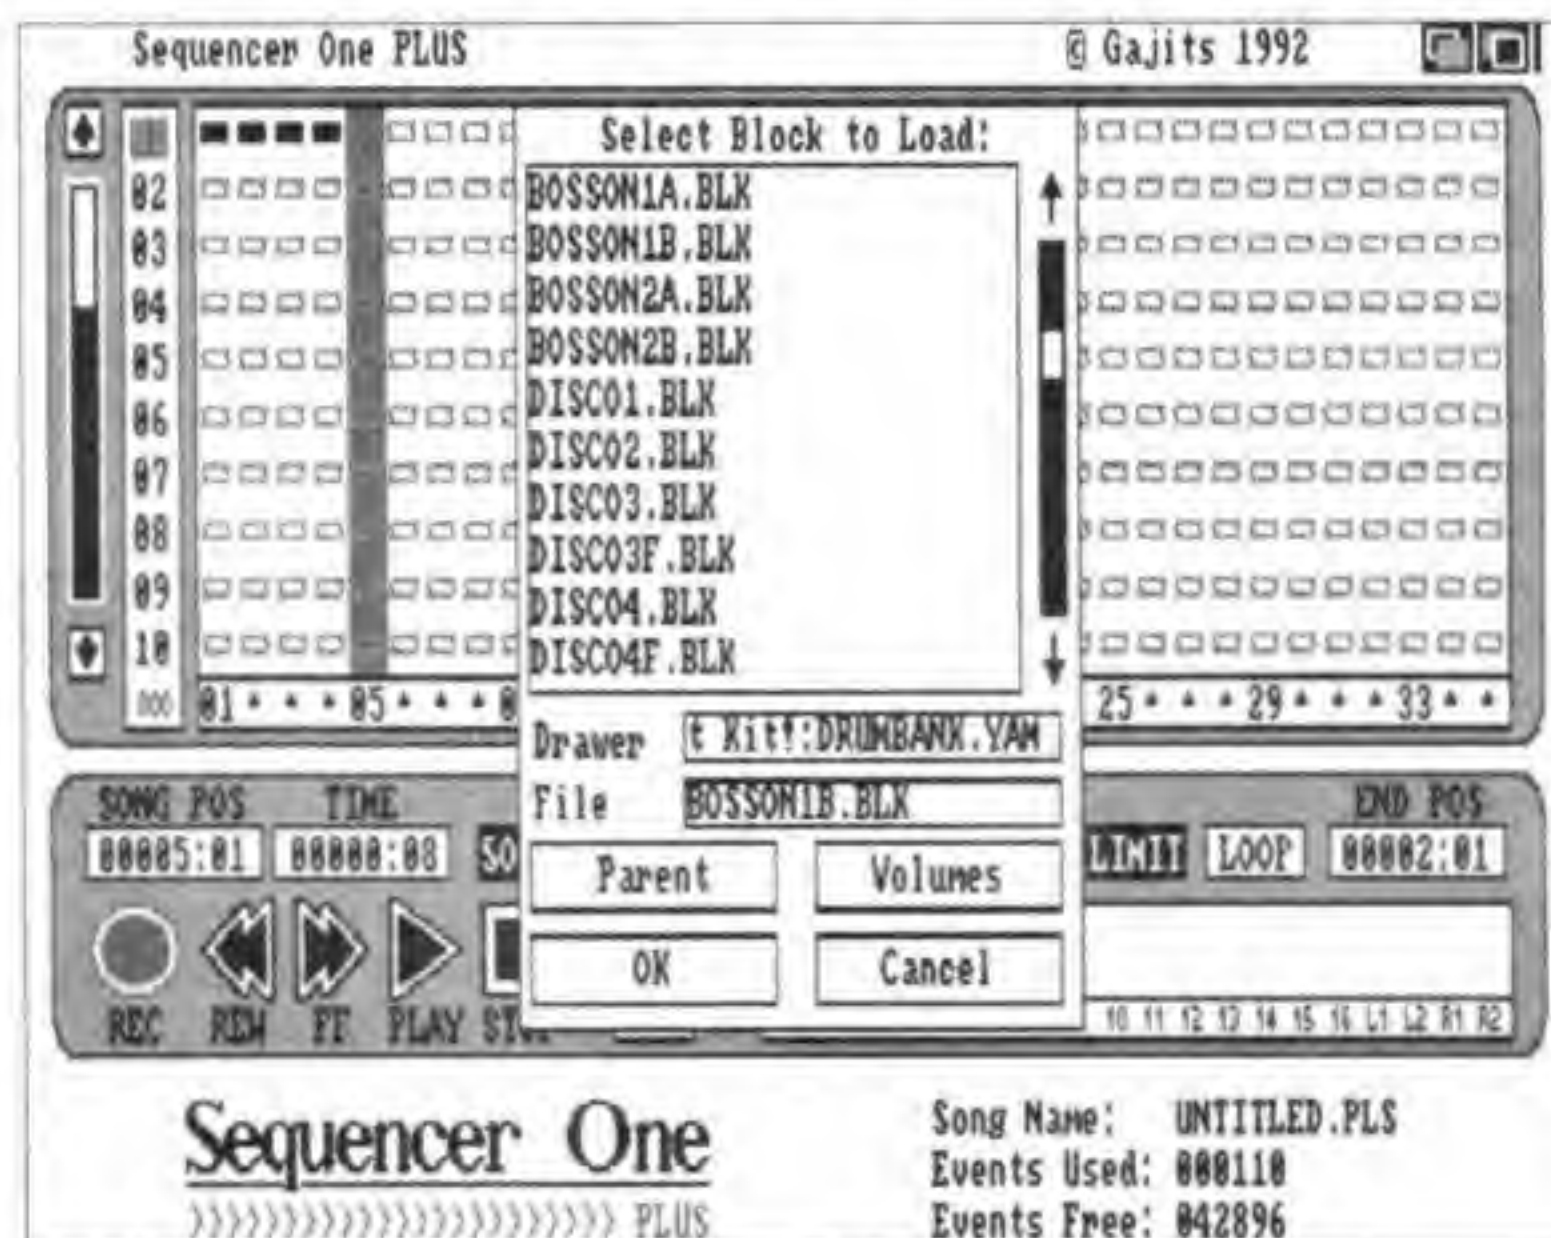 Sequencer One PLUS © Gajits 1992
Select Block to Load:
BOSSON1A.BLK
BOSSON1B.BLK
BOSSON2A.BLK
BOSSON2B.BLK
DISCO1.BLK
DISCO2.BLK
DISCO3.BLK
DISCO3F.BLK
DISCO4.BLK
DISCO4F.BLK
02
03
04
05
06
07
08
09
10
000 01 05 0 25 29 33
Drawer t Kit!:DRUMBANK.YAM
File BOSSON1B.BLK
Parent Volumes
OK Cancel
SONG POS TIME END POS
00005:01 00000:08 SO LIMIT LOOP 00002:01
REC REW FF PLAY STOP
10 11 12 13 14 15 16 L1 L2 R1 R2
Sequencer One
PLUS
Song Name: UNTITLED.PLS
Events Used: 000110
Events Free: 042896